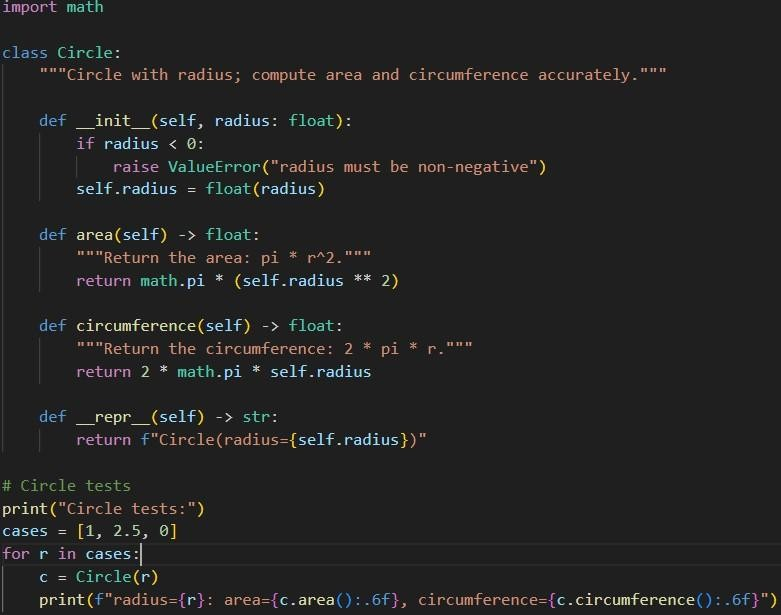 import math
class Circle:
    """Circle with radius; compute area and circumference accurately."""
    def __init__(self, radius: float):
        if radius < 0:
            raise ValueError("radius must be non-negative")
        self.radius = float(radius)
    def area(self) -> float:
        """Return the area: pi * r^2."""
        return math.pi * (self.radius ** 2)
    def circumference(self) -> float:
        """Return the circumference: 2 * pi * r."""
        return 2 * math.pi * self.radius
    def __repr__(self) -> str:
        return f"Circle(radius={self.radius})"
# Circle tests
print("Circle tests:")
cases = [1, 2.5, 0]
for r in cases:
    c = Circle(r)
    print(f"radius={r}: area={c.area():.6f}, circumference={c.circumference():.6f}")